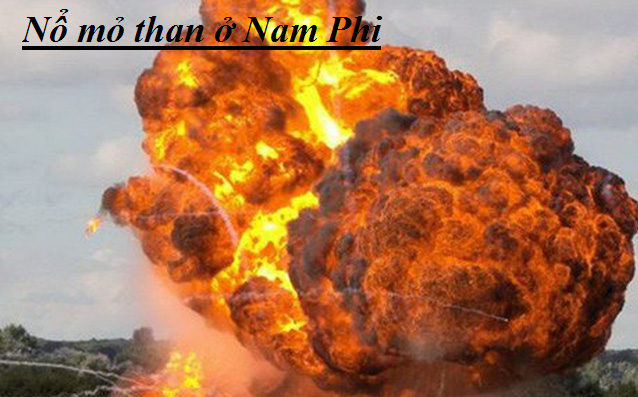 Nổ mỏ than ở Nam Phi